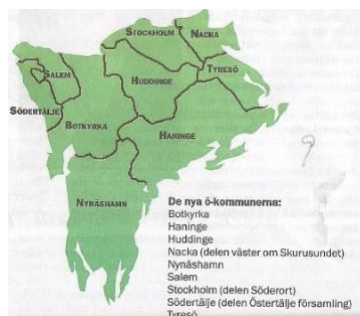 STOCKHOLM
NACKA
TYRESÖ
SALEM
HUDDINGE
SÖDERTÄLJE
BOTKYRKA
HANINGE
NYNÄSHAMN
De nya ö-kommunerna:
Botkyrka
Haninge
Huddinge
Nacka (delen väster om Skurusundet)
Nynäshamn
Salem
Stockholm (delen Söderort)
Södertälje (delen Östertälje församling)
Tyresö